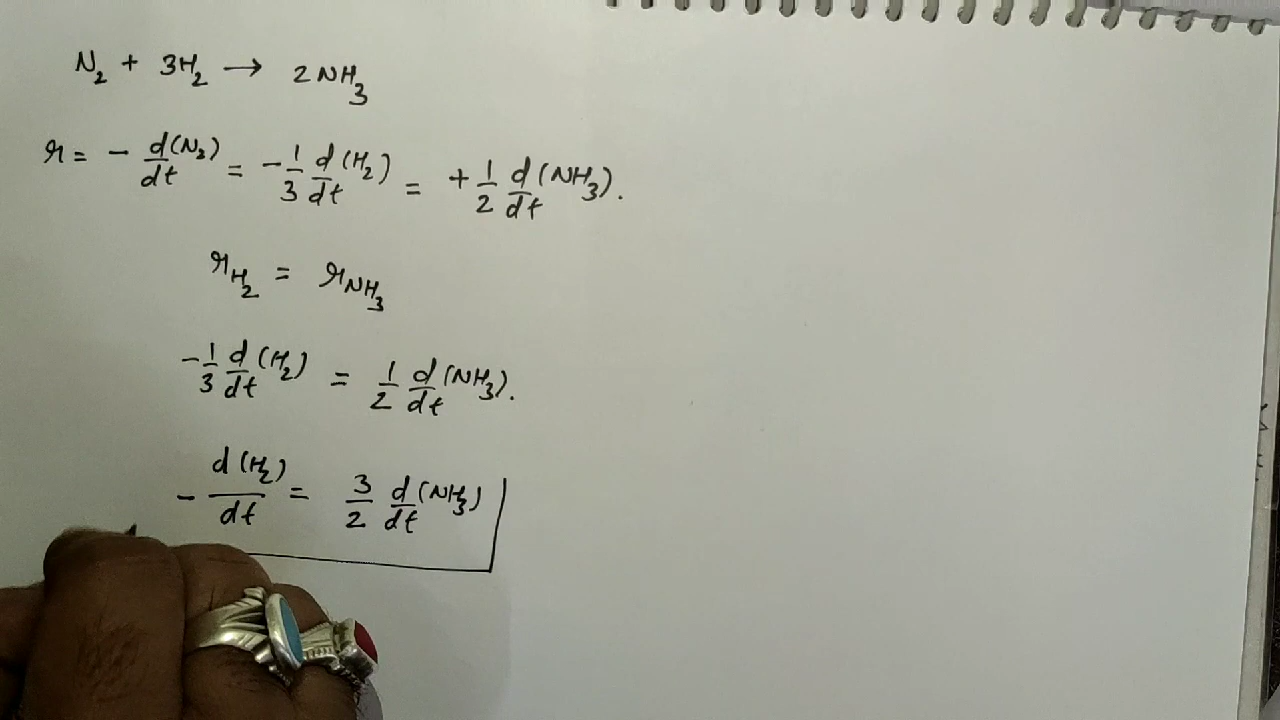 N₂ + 3H₂ → 2NH₃
r = - d(N₂)/dt = - 1/3 d/dt (H₂) = + 1/2 d/dt (NH₃).
r_H₂ = r_NH₃
- 1/3 d/dt (H₂) = 1/2 d/dt (NH₃).
- d(H₂)/dt = 3/2 d/dt (NH₃)